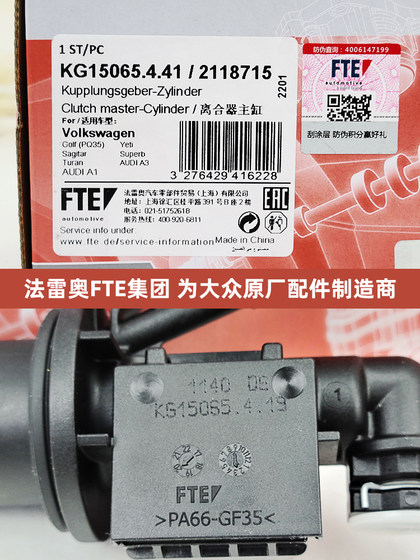 1 ST/PC
KG15065.4.41 / 2118715
Kupplungsgeber-Zylinder
Clutch master-Cylinder / 离合器主缸
For /适用车型:
Volkswagen
Golf (PQ35) Yeti
Sagitar Superb
Turan AUDI A3
AUDI A1
2201
3 276429 416228
防伪查询: 4006147199
FTE
automotive
刮涂层 防伪积分赢好礼
FTE
automotive
法雷奥汽车零部件贸易(上海)有限公司
地址:上海徐汇区桂平路391号B座2楼
电话:021-51752618
服务热线:400-920-6811
EAC
Service info under
www.fte.de/service-information
Made in China
صنع في الصين
法雷奥FTE集团 为大众原厂配件制造商
1140 DS
KG15065.4.19
1
FTE
>PA66-GF35<